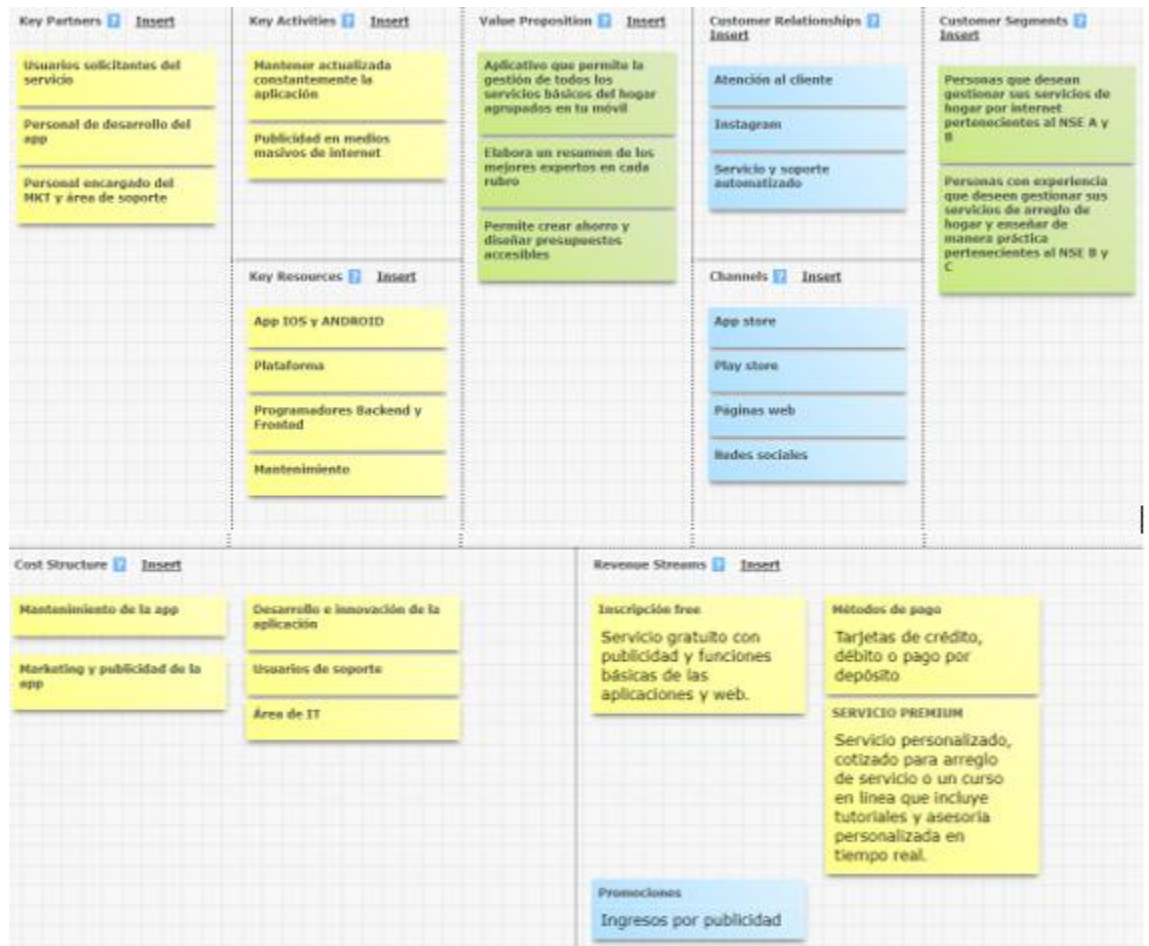 Key Partners ? Insert
Usuarios solicitantes del
servicio
Personal de desarrollo del
app
Personal encargado del
MKT y área de soporte
Key Activities ? Insert
Mantener actualizada
constantemente la
aplicación
Publicidad en medios
masivos de internet
Key Resources ? Insert
App IOS y ANDROID
Plataforma
Programadores Backend y
Frontad
Mantenimiento
Value Proposition ? Insert
Aplicativo que permite la
gestión de todos los
servicios básicos del hogar
agrupados en tu móvil
Elabora un resumen de los
mejores expertos en cada
rubro
Permite crear ahorro y
diseñar presupuestos
accesibles
Customer Relationships ?
Insert
Atención al cliente
Instagram
Servicio y soporte
automatizado
Channels ? Insert
App store
Play store
Páginas web
Redes sociales
Customer Segments ?
Insert
Personas que desean
gestionar sus servicios de
hogar por internet
pertenecientes al NSE A y
B
Personas con experiencia
que deseen gestionar sus
servicios de arreglo de
hogar y enseñar de
manera práctica
pertenecientes al NSE B y
C
Cost Structure ? Insert
Mantenimiento de la app
Marketing y publicidad de la
app
Desarrollo e innovación de la
aplicación
Usuarios de soporte
Área de IT
Revenue Streams ? Insert
Inscripción free
Servicio gratuito con
publicidad y funciones
básicas de las
aplicaciones y web.
Métodos de pago
Tarjetas de crédito,
débito o pago por
depósito
SERVICIO PREMIUM
Servicio personalizado,
cotizado para arreglo
de servicio o un curso
en línea que incluye
tutoriales y asesoría
personalizada en
tiempo real.
Promociones
Ingresos por publicidad